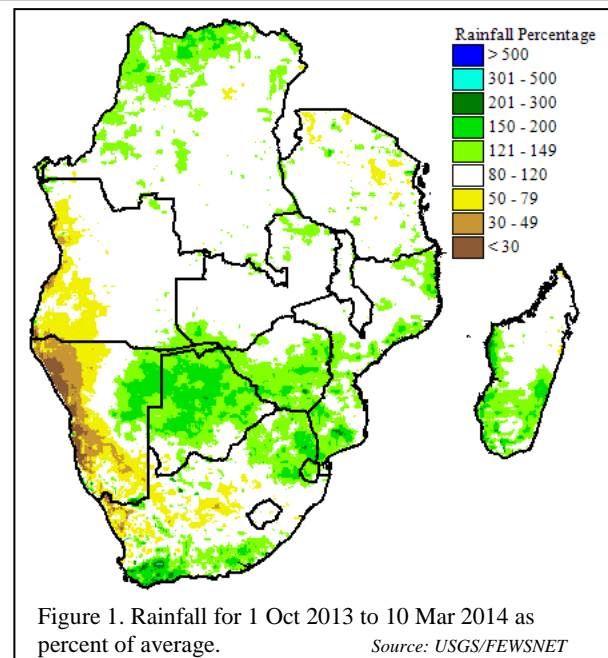 Rainfall Percentage
> 500
301 - 500
201 - 300
150 - 200
121 - 149
80 - 120
50 - 79
30 - 49
< 30
Figure 1. Rainfall for 1 Oct 2013 to 10 Mar 2014 as
percent of average. Source: USGS/FEWSNET